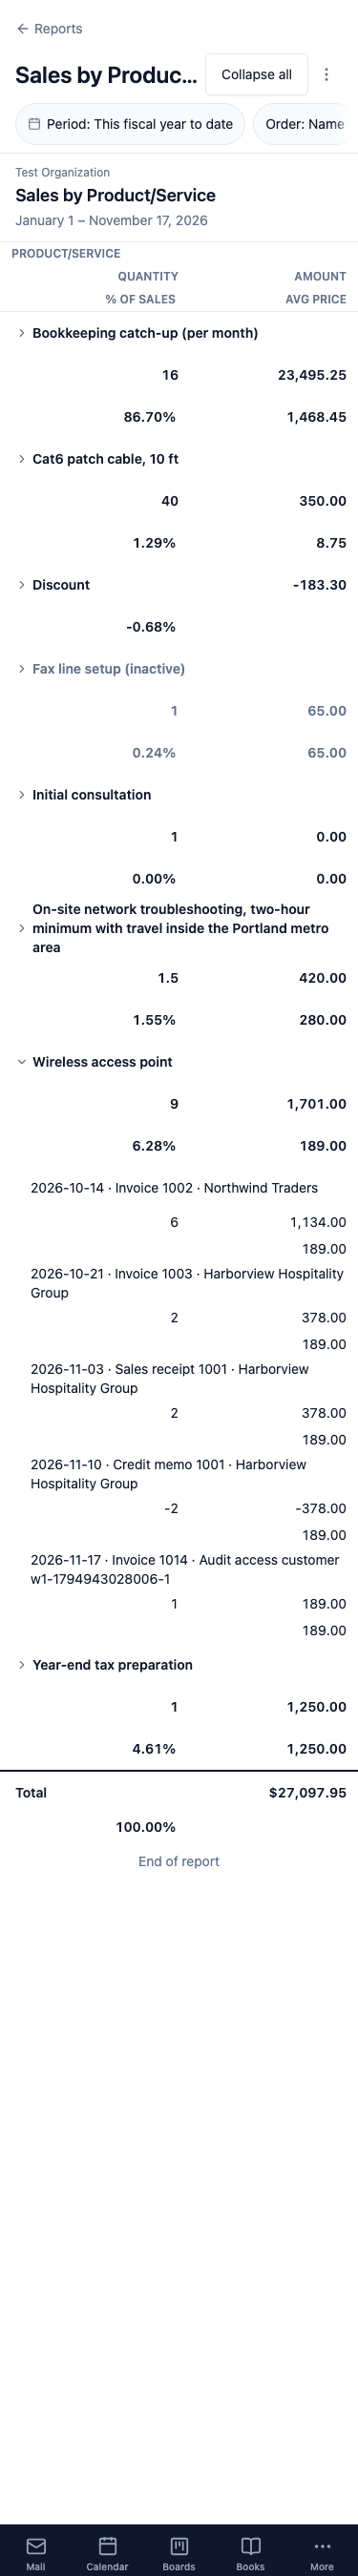 Reports
Sales by Produc... Collapse all
Period: This fiscal year to date Order: Name
Test Organization
Sales by Product/Service
January 1 – November 17, 2026
PRODUCT/SERVICE
QUANTITY AMOUNT
% OF SALES AVG PRICE
Bookkeeping catch-up (per month)
16 23,495.25
86.70% 1,468.45
Cat6 patch cable, 10 ft
40 350.00
1.29% 8.75
Discount -183.30
-0.68%
Fax line setup (inactive)
1 65.00
0.24% 65.00
Initial consultation
1 0.00
0.00% 0.00
On-site network troubleshooting, two-hour
minimum with travel inside the Portland metro
area
1.5 420.00
1.55% 280.00
Wireless access point
9 1,701.00
6.28% 189.00
2026-10-14 · Invoice 1002 · Northwind Traders
6 1,134.00
189.00
2026-10-21 · Invoice 1003 · Harborview Hospitality
Group
2 378.00
189.00
2026-11-03 · Sales receipt 1001 · Harborview
Hospitality Group
2 378.00
189.00
2026-11-10 · Credit memo 1001 · Harborview
Hospitality Group
-2 -378.00
189.00
2026-11-17 · Invoice 1014 · Audit access customer
w1-1794943028006-1
1 189.00
189.00
Year-end tax preparation
1 1,250.00
4.61% 1,250.00
Total $27,097.95
100.00%
End of report
Mail Calendar Boards Books More